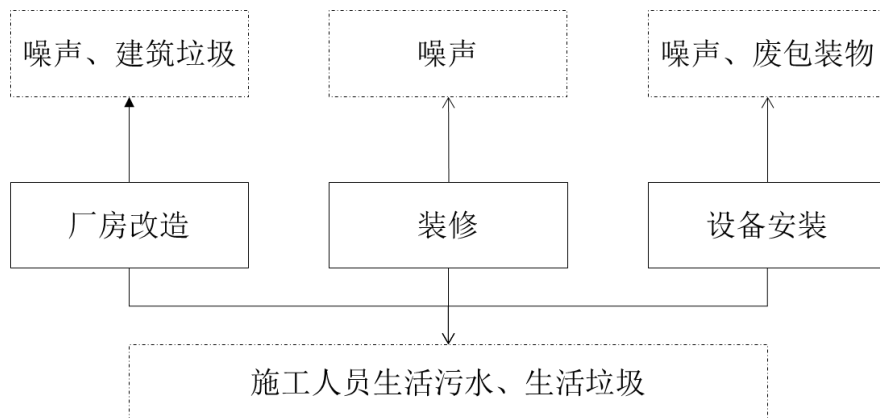 噪声、建筑垃圾
噪声
噪声、废包装物
厂房改造
装修
设备安装
施工人员生活污水、生活垃圾